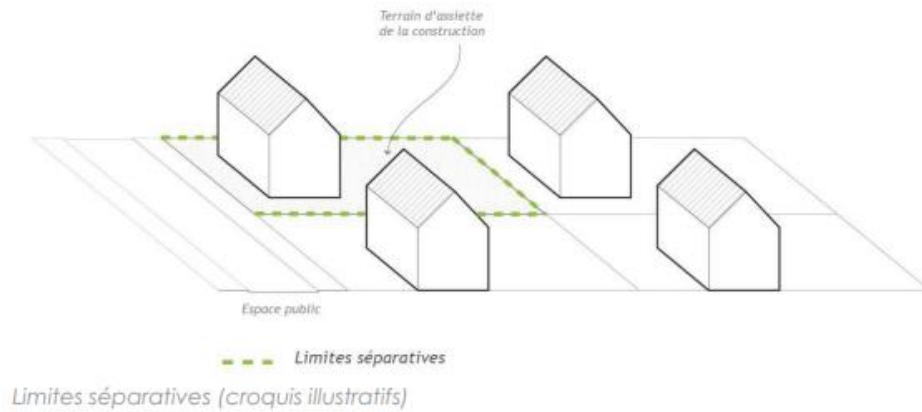 Terrain d'assiette
de la construction
Espace public
Limites séparatives
Limites séparatives (croquis illustratifs)